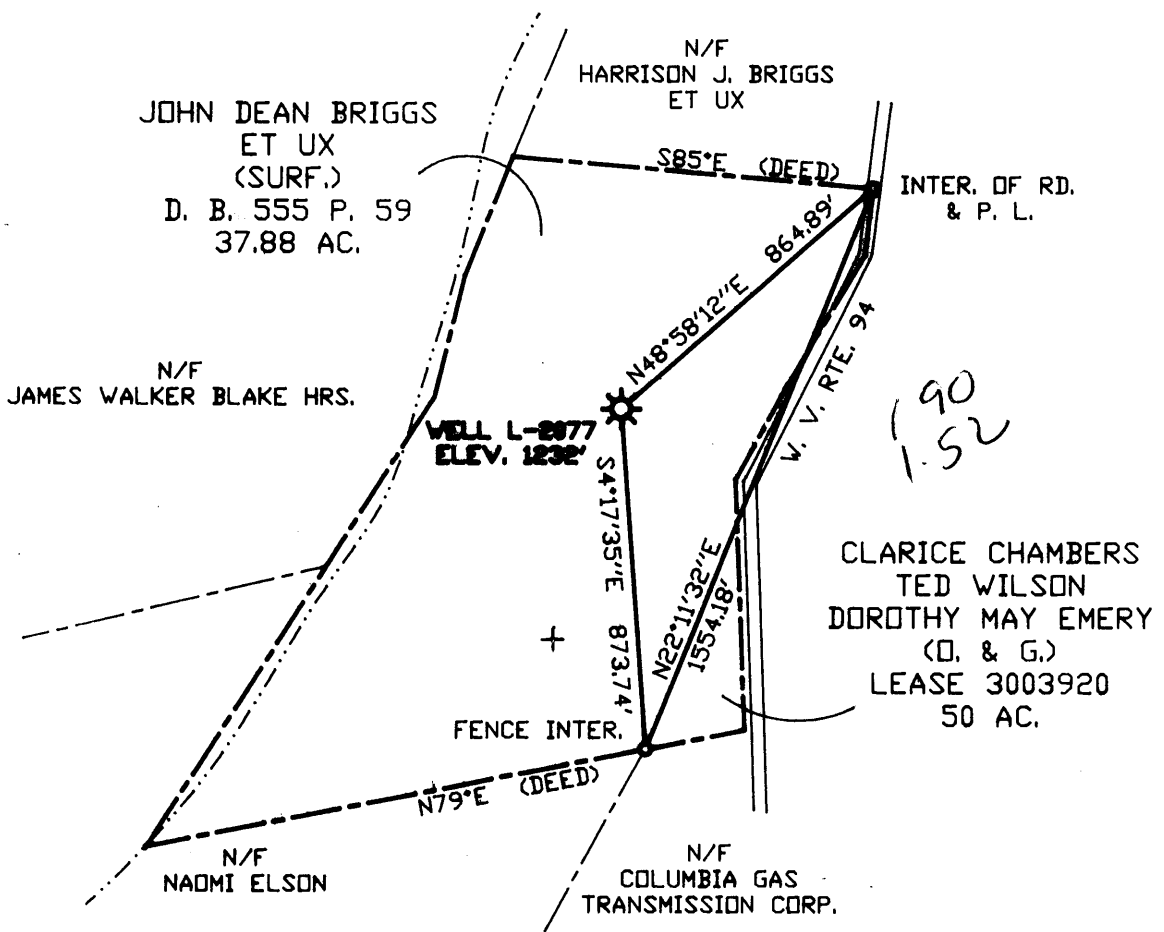 N/F
HARRISON J. BRIGGS
ET UX
JOHN DEAN BRIGGS
ET UX
(SURF.)
D. B. 555 P. 59
37.88 AC.
S85°E (DEED)
INTER. OF RD.
& P. L.
864.89'
N48°58'12"E
N/F
JAMES WALKER BLAKE HRS.
WELL L-2877
ELEV. 1232'
W. V. RTE. 94
.90
1.52
S4°17'35"E 873.74'
N22°11'32"E
1554.18'
CLARICE CHAMBERS
TED WILSON
DOROTHY MAY EMERY
(O. & G.)
LEASE 3003920
50 AC.
FENCE INTER.
N79°E (DEED)
N/F
NAOMI ELSON
N/F
COLUMBIA GAS
TRANSMISSION CORP.